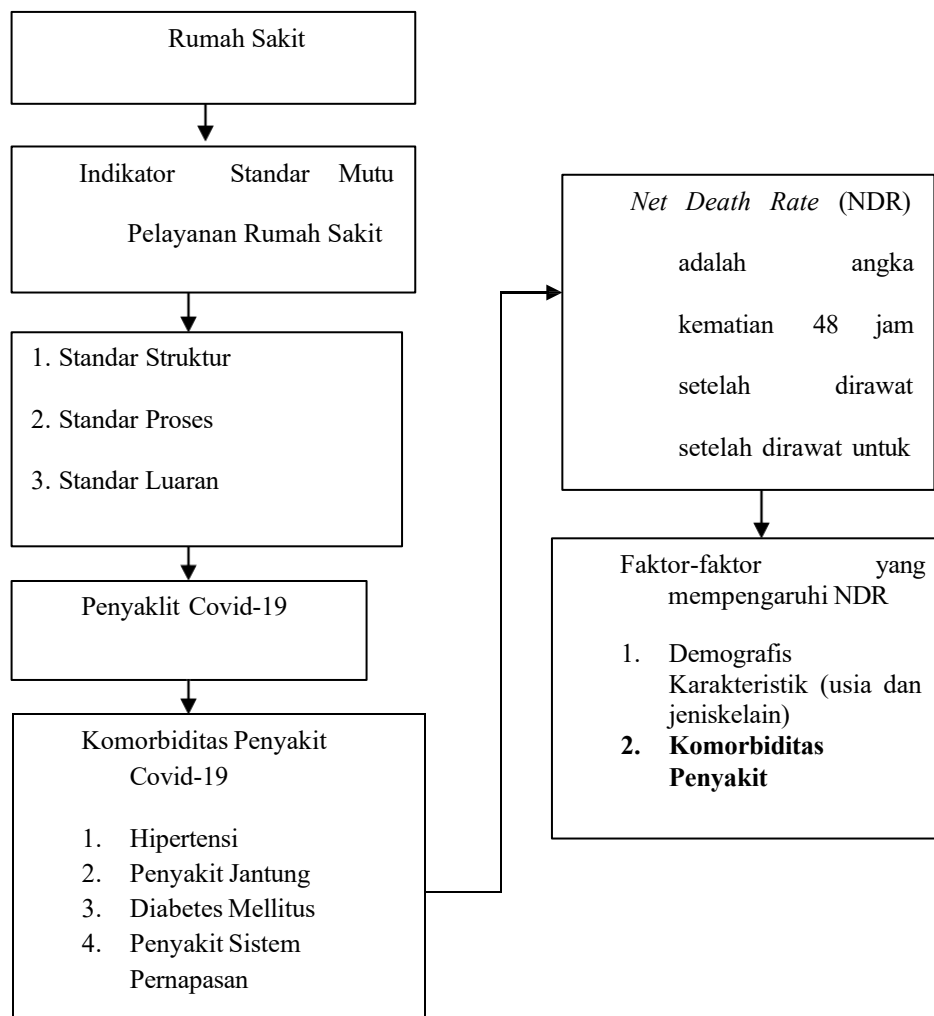 Rumah Sakit
Indikator Standar Mutu
Pelayanan Rumah Sakit
1. Standar Struktur
2. Standar Proses
3. Standar Luaran
Penyaklit Covid-19
Komorbiditas Penyakit
Covid-19
1. Hipertensi
2. Penyakit Jantung
3. Diabetes Mellitus
4. Penyakit Sistem
Pernapasan
Net Death Rate (NDR)
adalah angka
kematian 48 jam
setelah dirawat
setelah dirawat untuk
Faktor-faktor yang
mempengaruhi NDR
1. Demografis
Karakteristik (usia dan
jeniskelain)
2. Komorbiditas
Penyakit